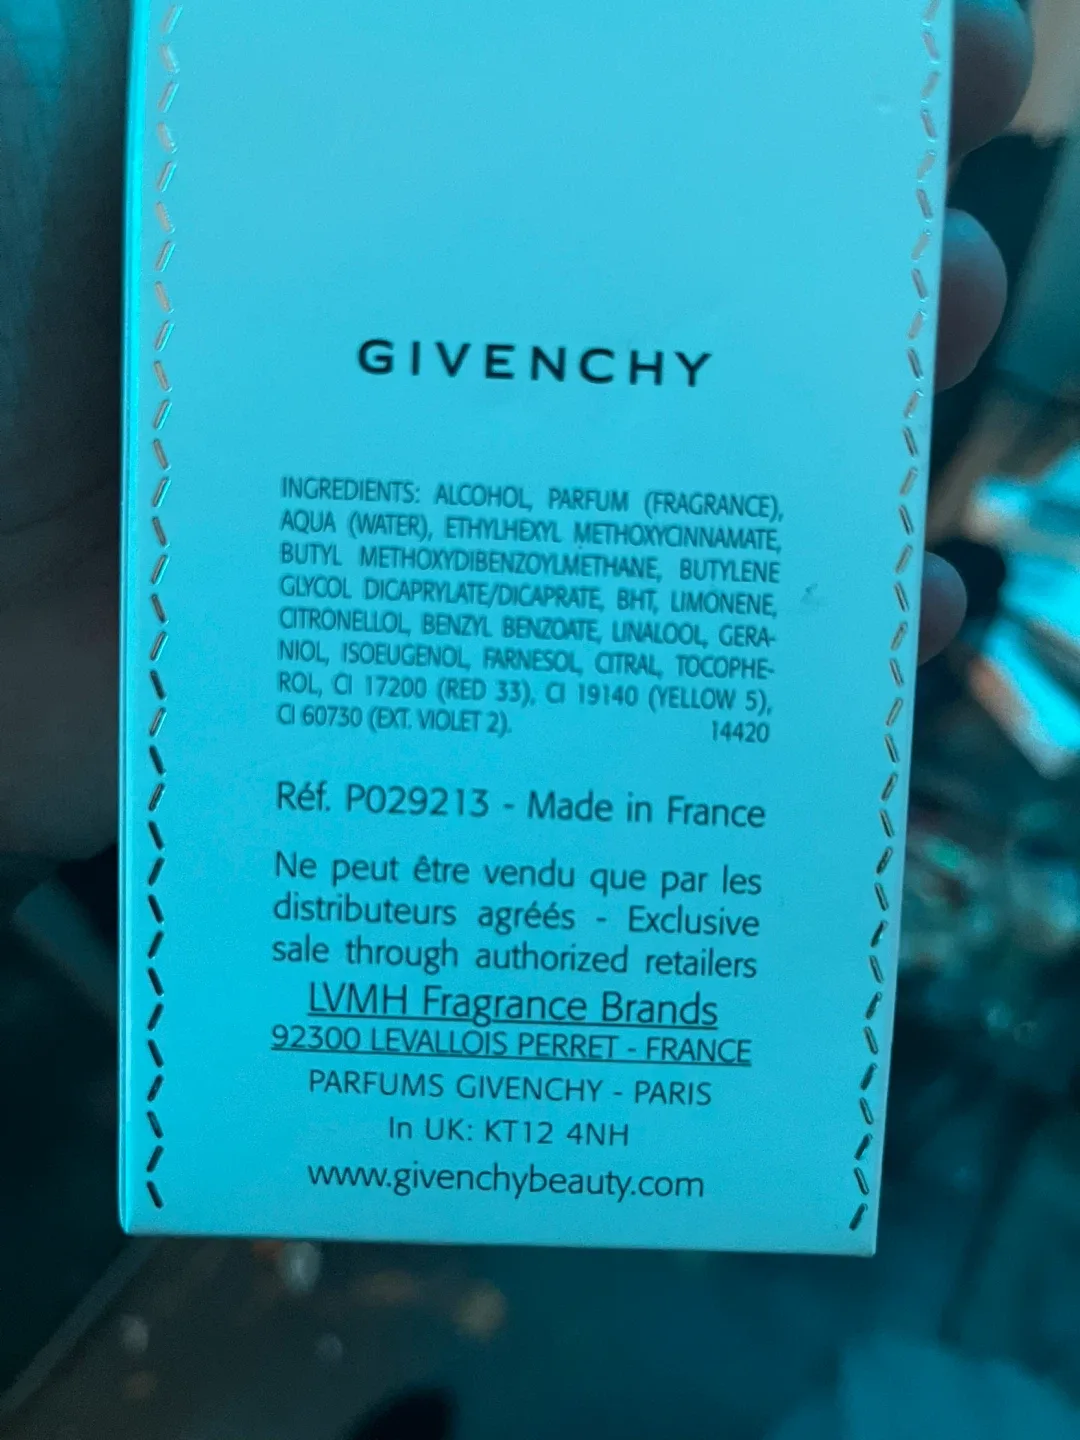 GIVENCHY
INGREDIENTS: ALCOHOL, PARFUM (FRAGRANCE),
AQUA (WATER), ETHYLHEXYL METHOXYCINNAMATE,
BUTYL METHOXYDIBENZOYLMETHANE, BUTYLENE
GLYCOL DICAPRYLATE/DICAPRATE, BHT, LIMONENE,
CITRONELLOL, BENZYL BENZOATE, LINALOOL, GERA-
NIOL, ISOEUGENOL, FARNESOL, CITRAL, TOCOPHE-
ROL, CI 17200 (RED 33), CI 19140 (YELLOW 5),
CI 60730 (EXT. VIOLET 2). 14420
Réf. P029213 - Made in France
Ne peut être vendu que par les
distributeurs agréés - Exclusive
sale through authorized retailers
LVMH Fragrance Brands
92300 LEVALLOIS PERRET - FRANCE
PARFUMS GIVENCHY - PARIS
In UK: KT12 4NH
www.givenchybeauty.com